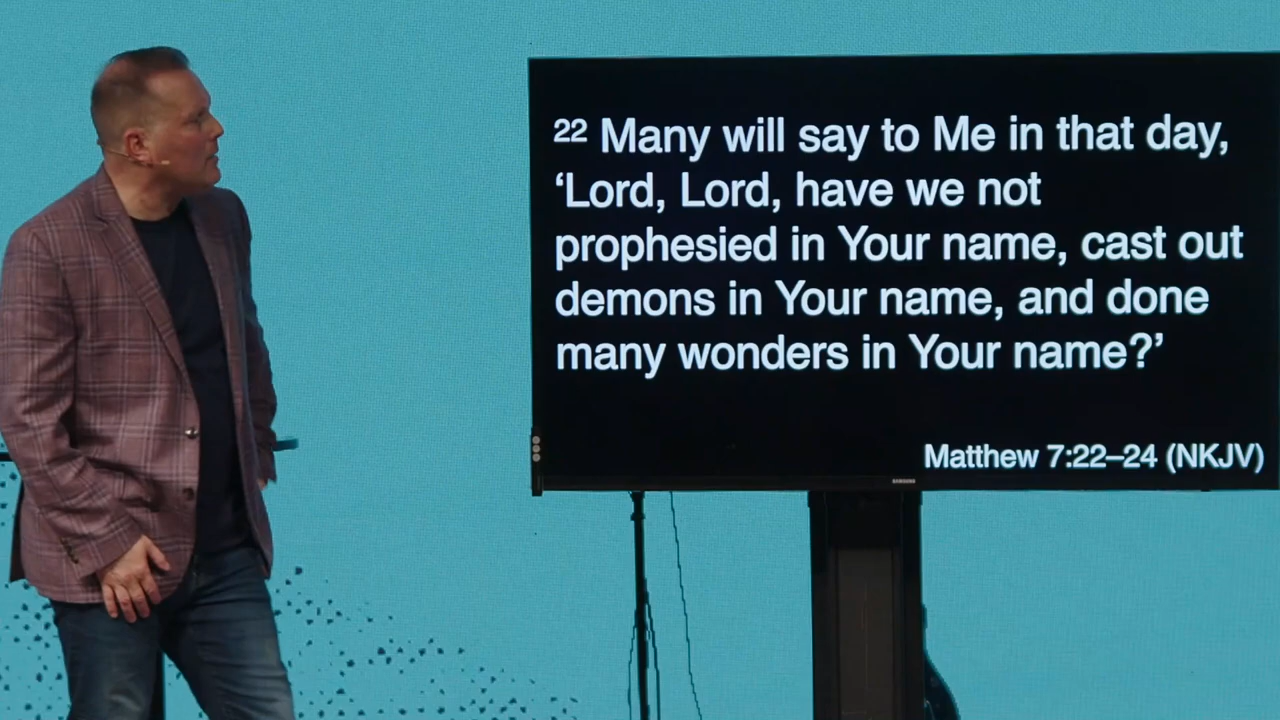 22 Many will say to Me in that day,
‘Lord, Lord, have we not
prophesied in Your name, cast out
demons in Your name, and done
many wonders in Your name?’
Matthew 7:22–24 (NKJV)
SAMSUNG